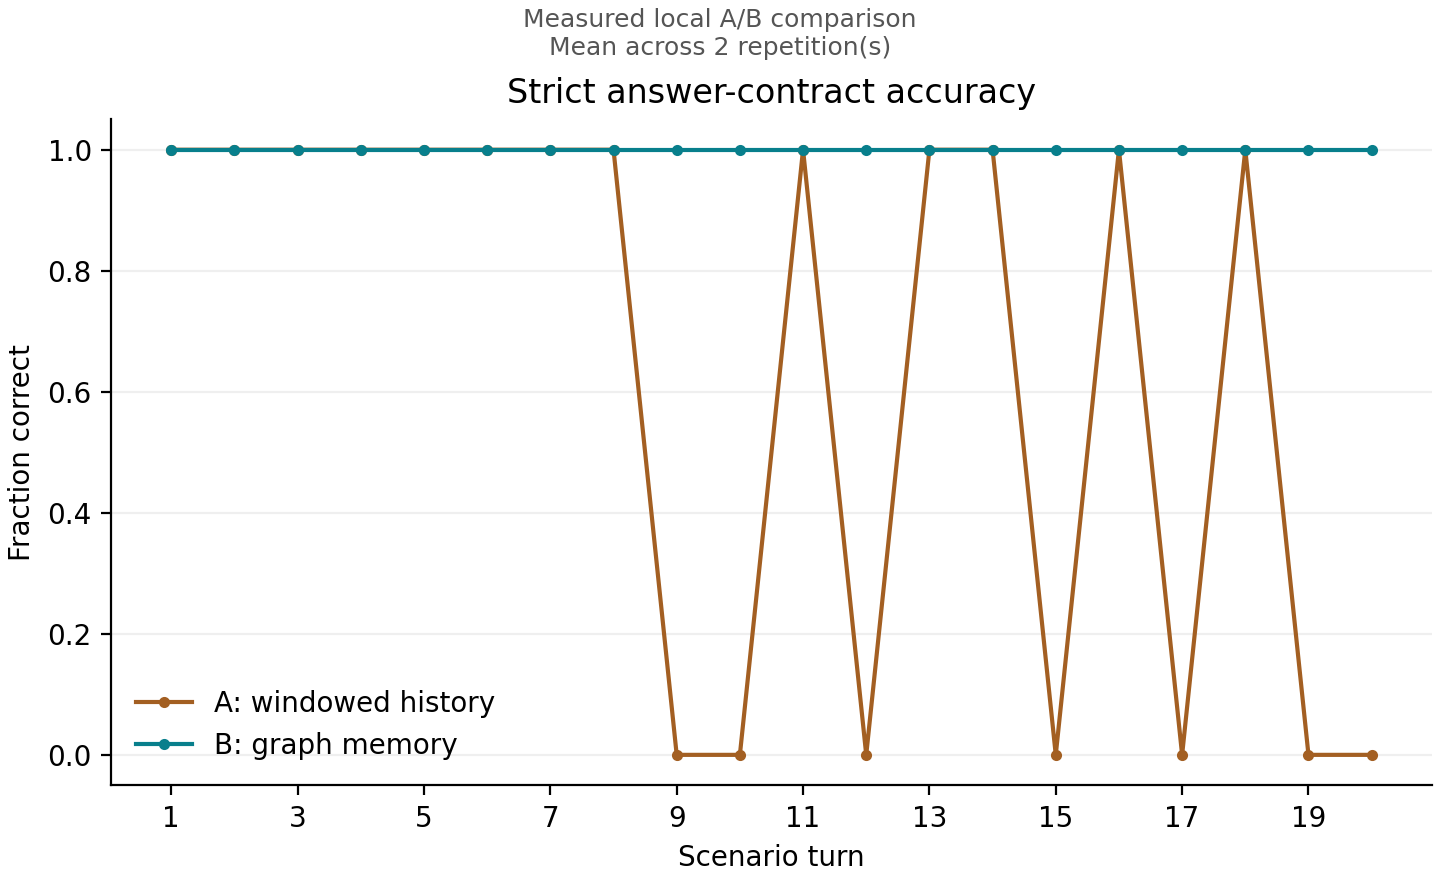 Measured local A/B comparison
Mean across 2 repetition(s)
Strict answer-contract accuracy
1.0
0.8
0.6
0.4
0.2
0.0
Fraction correct
A: windowed history
B: graph memory
1 3 5 7 9 11 13 15 17 19
Scenario turn